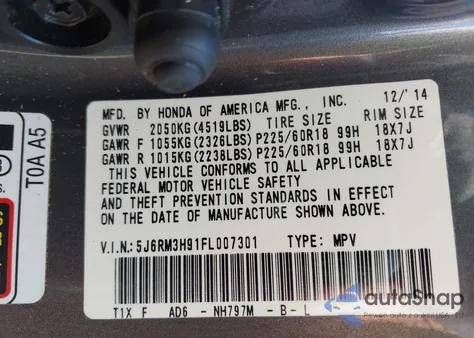 MFD. BY HONDA OF AMERICA MFG., INC. 12/'14
GVWR 2050KG(4519LBS) TIRE SIZE RIM SIZE
GAWR F 1055KG(2326LBS) P225/60R18 99H 18X7J
GAWR R 1015KG(2238LBS) P225/60R18 99H 18X7J
THIS VEHICLE CONFORMS TO ALL APPLICABLE
FEDERAL MOTOR VEHICLE SAFETY
AND THEFT PREVENTION STANDARDS IN EFFECT
ON THE DATE OF MANUFACTURE SHOWN ABOVE.
V.I.N:5J6RM3H91FL007301 TYPE: MPV
T1X F AD6 - NH797M - B - L
T0A A5
autoSnap